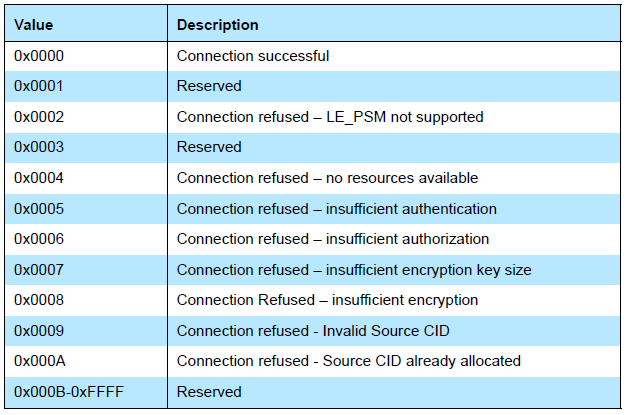 Value Description
0x0000 Connection successful
0x0001 Reserved
0x0002 Connection refused – LE_PSM not supported
0x0003 Reserved
0x0004 Connection refused – no resources available
0x0005 Connection refused – insufficient authentication
0x0006 Connection refused – insufficient authorization
0x0007 Connection refused – insufficient encryption key size
0x0008 Connection Refused – insufficient encryption
0x0009 Connection refused - Invalid Source CID
0x000A Connection refused - Source CID already allocated
0x000B-0xFFFF Reserved